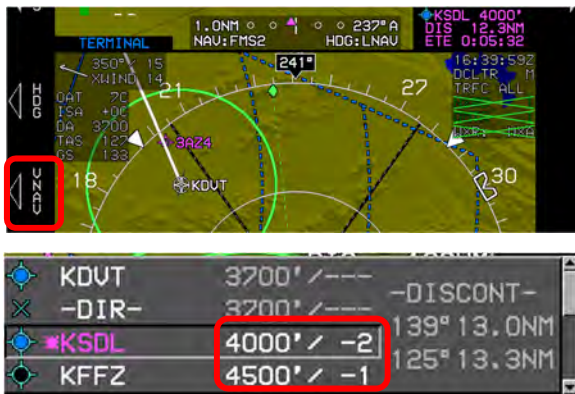 TERMINAL
1.0NM 237°A
NAV:FMS2 HDG:LNAV
✳KSDL 4000'
DIS 12.3NM
ETE 0:05:32
241°
350° 15
XWIND 14
OAT 7C
ISA +0C
DA 3700
TAS 127
GS 133
16:39:59Z
DCLTR M
TRFC ALL
HDG
VNAV
21
27
18
30
3AZ4
KDVT
KDVT 3700'/---
-DISCONT-
-DIR- 3700'/---
✳KSDL 4000'/ -2
139° 13.0NM
KFFZ 4500'/ -1
125° 13.3NM